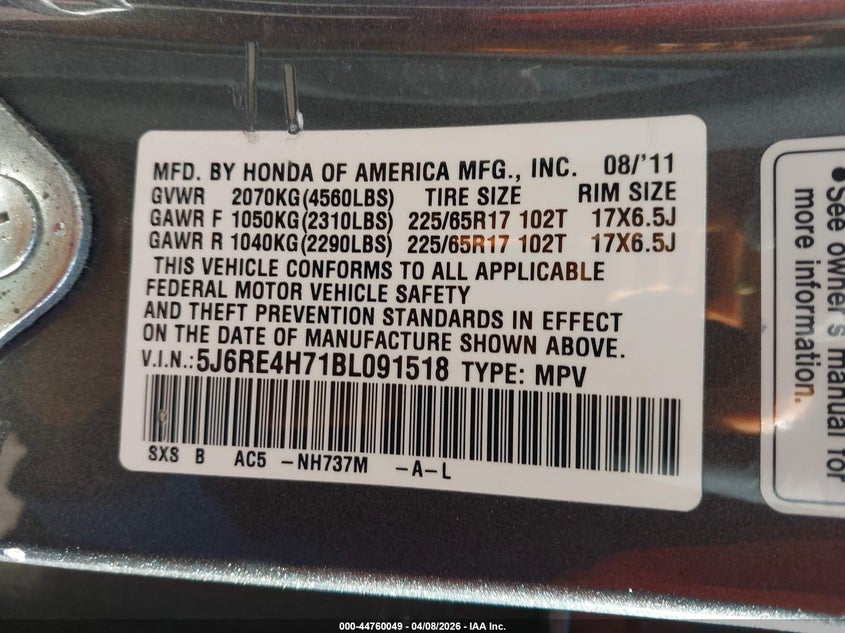 MFD. BY HONDA OF AMERICA MFG., INC. 08/'11
GVWR 2070KG(4560LBS) TIRE SIZE RIM SIZE
GAWR F 1050KG(2310LBS) 225/65R17 102T 17X6.5J
GAWR R 1040KG(2290LBS) 225/65R17 102T 17X6.5J
THIS VEHICLE CONFORMS TO ALL APPLICABLE
FEDERAL MOTOR VEHICLE SAFETY
AND THEFT PREVENTION STANDARDS IN EFFECT
ON THE DATE OF MANUFACTURE SHOWN ABOVE.
V.I.N.:5J6RE4H71BL091518 TYPE: MPV
SXS B AC5 -NH737M -A-L
•See owner's manual for
more information.
000-44760049 - 04/08/2026 - IAA Inc.